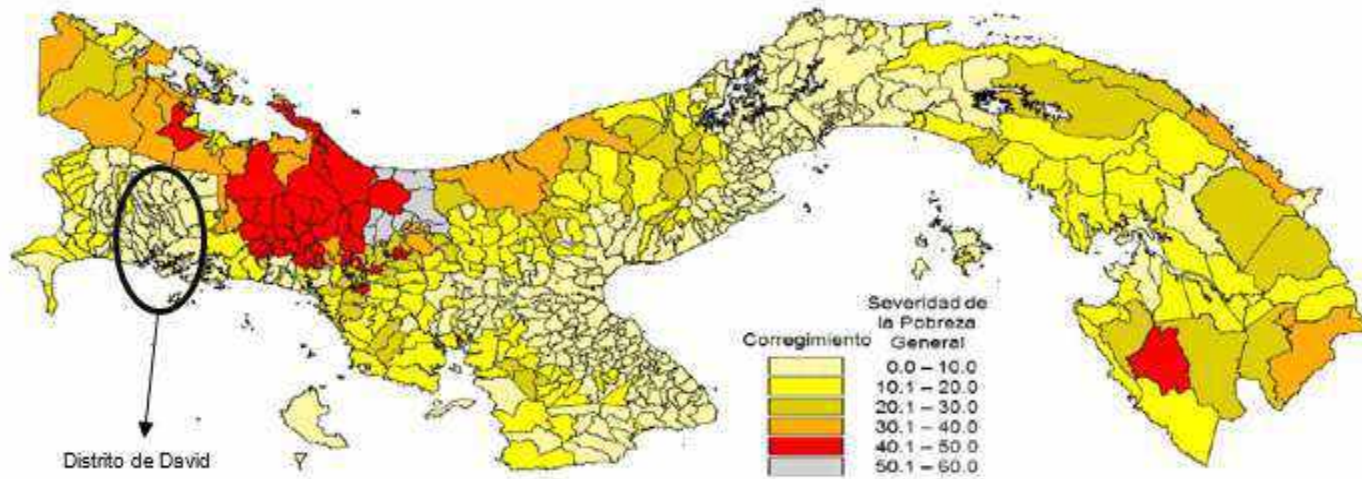 Severidad de
la Pobreza
Corregimiento General
0.0 – 10.0
10.1 – 20.0
20.1 – 30.0
30.1 – 40.0
40.1 – 50.0
50.1 – 60.0
Distrito de David